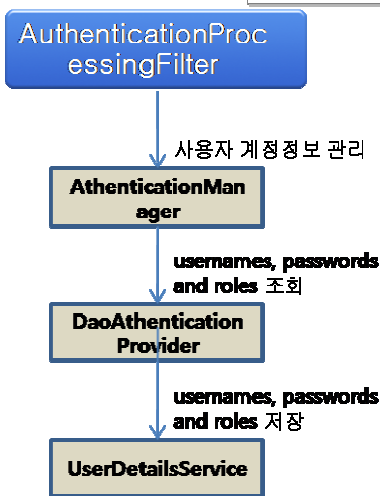 AuthenticationProc
essingFilter
사용자 계정정보 관리
AthenticationMan
ager
usernames, passwords
and roles 조회
DaoAthentication
Provider
usernames, passwords
and roles 저장
UserDetailsService